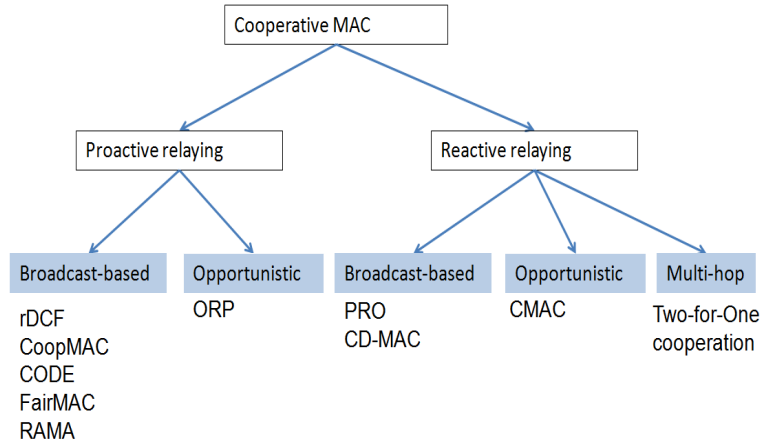 Cooperative MAC
Proactive relaying
Reactive relaying
Broadcast-based
Opportunistic
Broadcast-based
Opportunistic
Multi-hop
rDCF
CoopMAC
CODE
FairMAC
RAMA
ORP
PRO
CD-MAC
CMAC
Two-for-One
cooperation